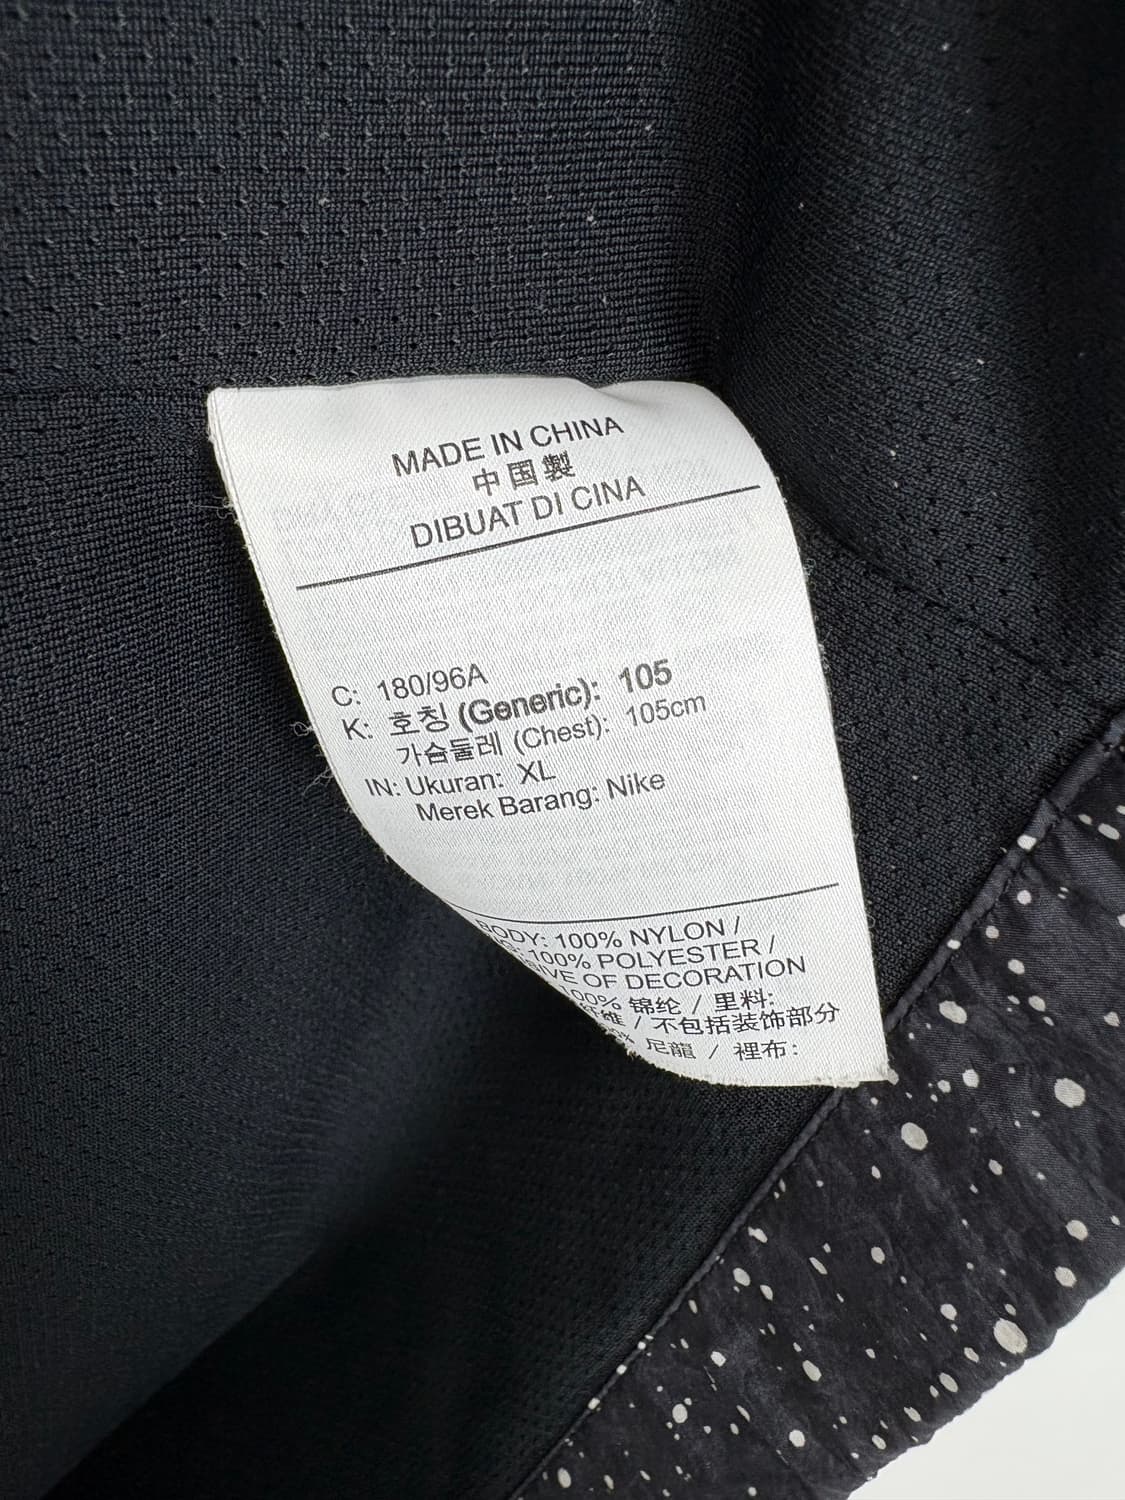 MADE IN CHINA
中国製
DIBUAT DI CINA
C: 180/96A
K: 호칭 (Generic): 105
가슴둘레 (Chest): 105cm
IN: Ukuran: XL
Merek Barang: Nike
BODY: 100% NYLON /
100% POLYESTER /
OF DECORATION
100% 锦纶 / 里料:
纤维 / 不包括装饰部分
尼龍 / 裡布: